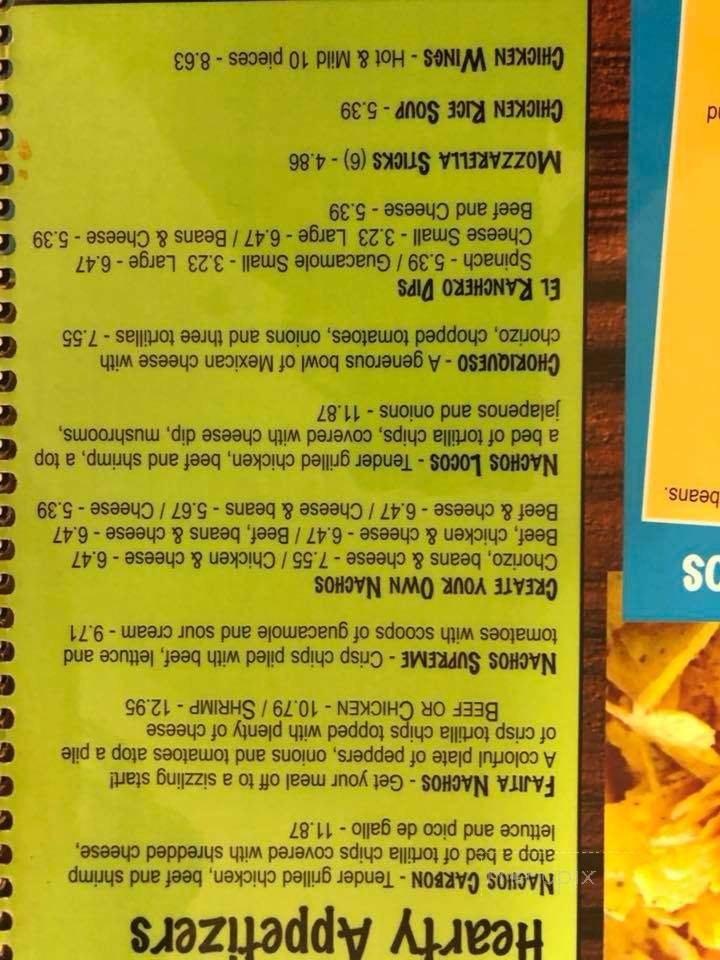 Hearty Appetizers
NACHOS CARBON - Tender grilled chicken, beef and shrimp
atop a bed of tortilla chips covered with shredded cheese,
lettuce and pico de gallo - 11.87
FAJITA NACHOS - Get your meal off to a sizzling start!
A colorful plate of peppers, onions and tomatoes atop a pile
of crisp tortilla chips topped with plenty of cheese
BEEF OR CHICKEN - 10.79 / SHRIMP - 12.95
NACHOS SUPREME - Crisp chips piled with beef, lettuce and
tomatoes with scoops of guacamole and sour cream - 9.71
CREATE YOUR OWN NACHOS
Chorizo, beans & cheese - 7.55 / Chicken & cheese - 6.47
Beef, chicken & cheese - 6.47 / Beef, beans & cheese - 6.47
Beef & cheese - 6.47 / Cheese & beans - 5.67 / Cheese - 5.39
NACHOS LOCOS - Tender grilled chicken, beef and shrimp, a top
a bed of tortilla chips, covered with cheese dip, mushrooms,
jalapenos and onions - 11.87
CHORIQUESO - A generous bowl of Mexican cheese with
chorizo, chopped tomatoes, onions and three tortillas - 7.55
EL RANCHERO DIPS
Spinach - 5.39 / Guacamole Small - 3.23 Large - 6.47
Cheese Small - 3.23 Large - 6.47 / Beans & Cheese - 5.39
Beef and Cheese - 5.39
MOZZARELLA STICKS (6) - 4.86
CHICKEN RICE SOUP - 5.39
CHICKEN WINGS - Hot & Mild 10 pieces - 8.63
OS
beans.